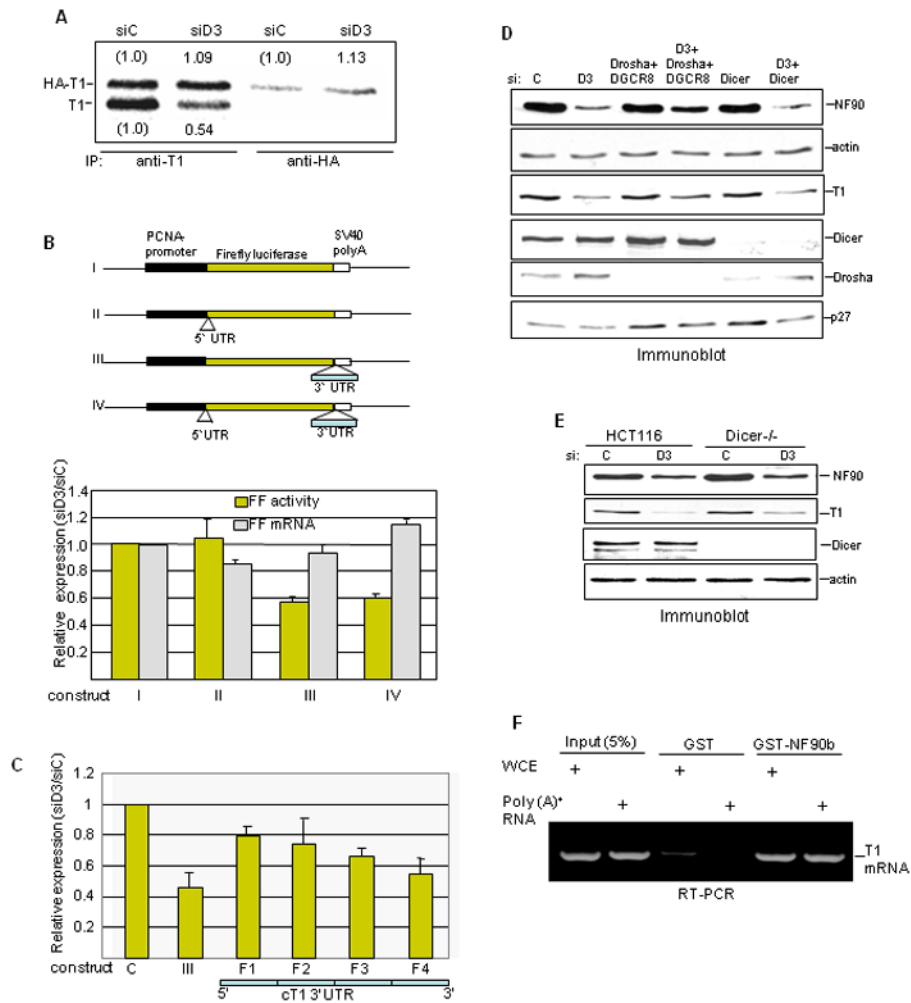 A
siC siD3 siC siD3
(1.0) 1.09 (1.0) 1.13
HA-T1
T1
(1.0) 0.54
IP: anti-T1 anti-HA
B
PCNA-promoter Firefly luciferase SV40 polyA
I
II
5` UTR
III
3` UTR
IV
5`UTR 3`UTR
Relative expression (siD3/siC)
1.4
1.2
1.0
0.8
0.6
0.4
0.2
FF activity
FF mRNA
construct I II III IV
C
Relative expression (siD3/siC)
1
0.8
0.6
0.4
0.2
construct C III F1 F2 F3 F4
5' cT1 3'UTR 3'
D
si: C D3 Drosha+DGCR8 D3+Drosha+DGCR8 Dicer D3+Dicer
NF90
actin
T1
Dicer
Drosha
p27
Immunoblot
E
HCT116 Dicer-/-
si: C D3 C D3
NF90
T1
Dicer
actin
Immunoblot
F
Input (5%) GST GST-NF90b
WCE + + +
Poly (A)+ RNA + + +
T1 mRNA
RT-PCR